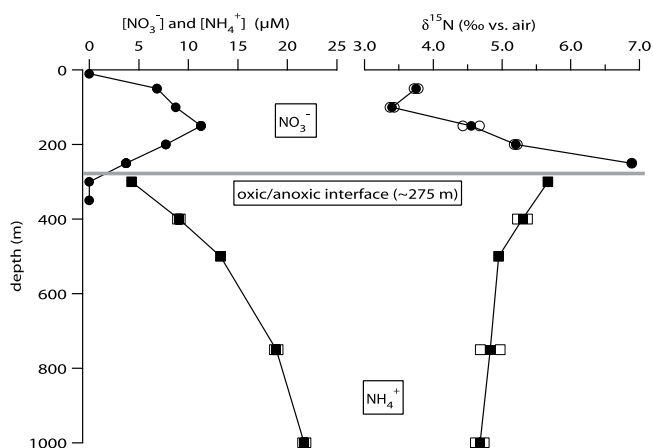 [NO₃⁻] and [NH₄⁺] (µM)
δ¹⁵N (‰ vs. air)
0 5 10 15 20 25 3.0 4.0 5.0 6.0 7.0
0
NO₃⁻
200
oxic/anoxic interface (~275 m)
400
depth (m)
600
800
NH₄⁺
1000